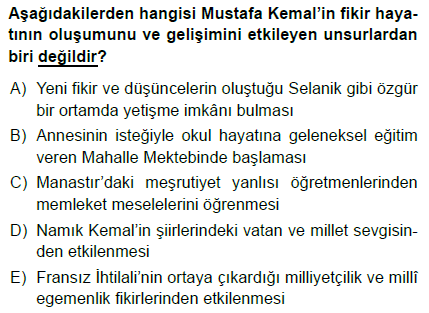 Aşağıdakilerden hangisi Mustafa Kemal’in fikir haya-
tının oluşumunu ve gelişimini etkileyen unsurlardan
biri değildir?
A) Yeni fikir ve düşüncelerin oluştuğu Selanik gibi özgür
bir ortamda yetişme imkânı bulması
B) Annesinin isteğiyle okul hayatına geleneksel eğitim
veren Mahalle Mektebinde başlaması
C) Manastır’daki meşrutiyet yanlısı öğretmenlerinden
memleket meselelerini öğrenmesi
D) Namık Kemal’in şiirlerindeki vatan ve millet sevgisin-
den etkilenmesi
E) Fransız İhtilali’nin ortaya çıkardığı milliyetçilik ve millî
egemenlik fikirlerinden etkilenmesi